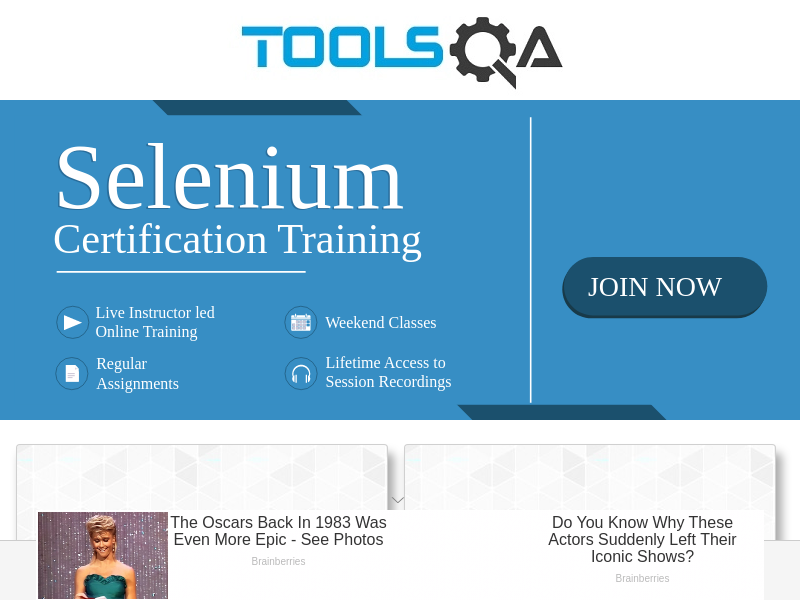 TOOLSQA
Selenium
Certification Training
JOIN NOW
Live Instructor led
Online Training
Weekend Classes
Regular
Assignments
Lifetime Access to
Session Recordings
The Oscars Back In 1983 Was
Even More Epic - See Photos
Brainberries
Do You Know Why These
Actors Suddenly Left Their
Iconic Shows?
Brainberries